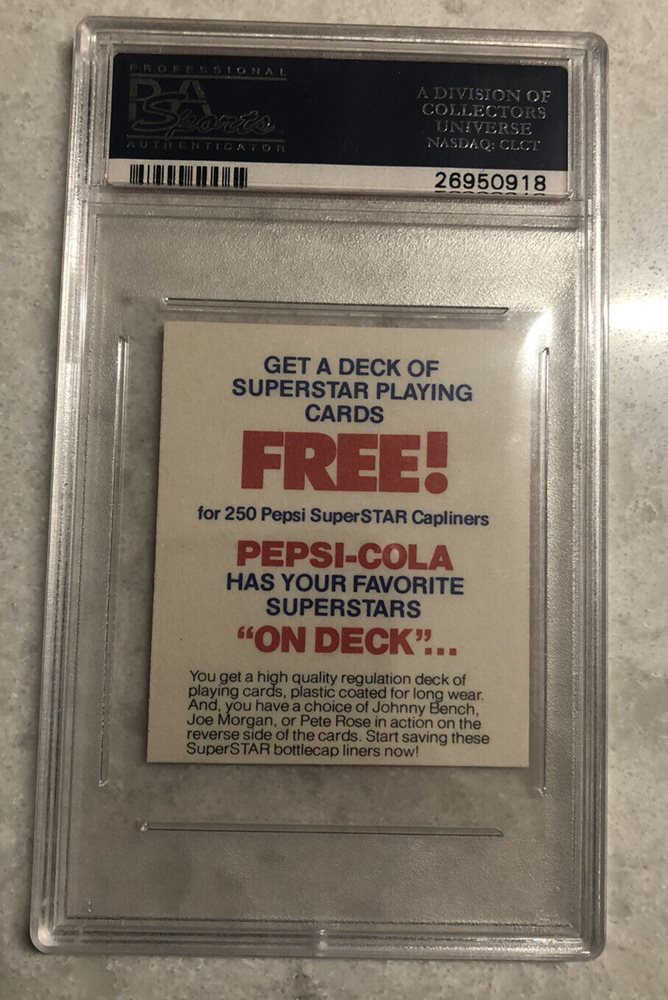 PROFESSIONAL
PSA
Sports
AUTHENTICATOR
A DIVISION OF
COLLECTORS
UNIVERSE
NASDAQ: CLCT
26950918
GET A DECK OF
SUPERSTAR PLAYING
CARDS
FREE!
for 250 Pepsi SuperSTAR Capliners
PEPSI-COLA
HAS YOUR FAVORITE
SUPERSTARS
“ON DECK”...
You get a high quality regulation deck of
playing cards, plastic coated for long wear.
And, you have a choice of Johnny Bench,
Joe Morgan, or Pete Rose in action on the
reverse side of the cards. Start saving these
SuperSTAR bottlecap liners now!